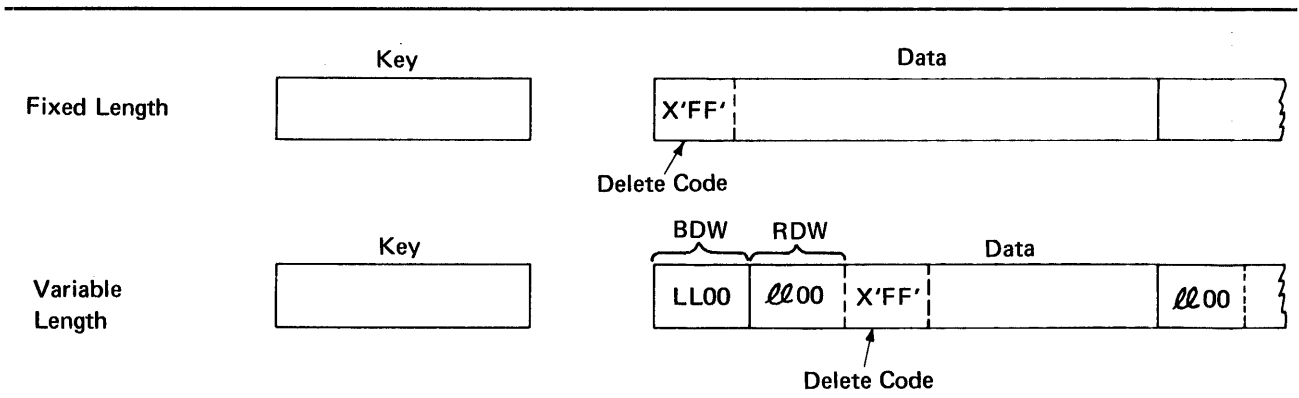 Key
Data
Fixed Length
X'FF'
Delete Code
BDW
RDW
Key
Data
Variable
Length
LL00
ll00
X'FF'
ll00
Delete Code